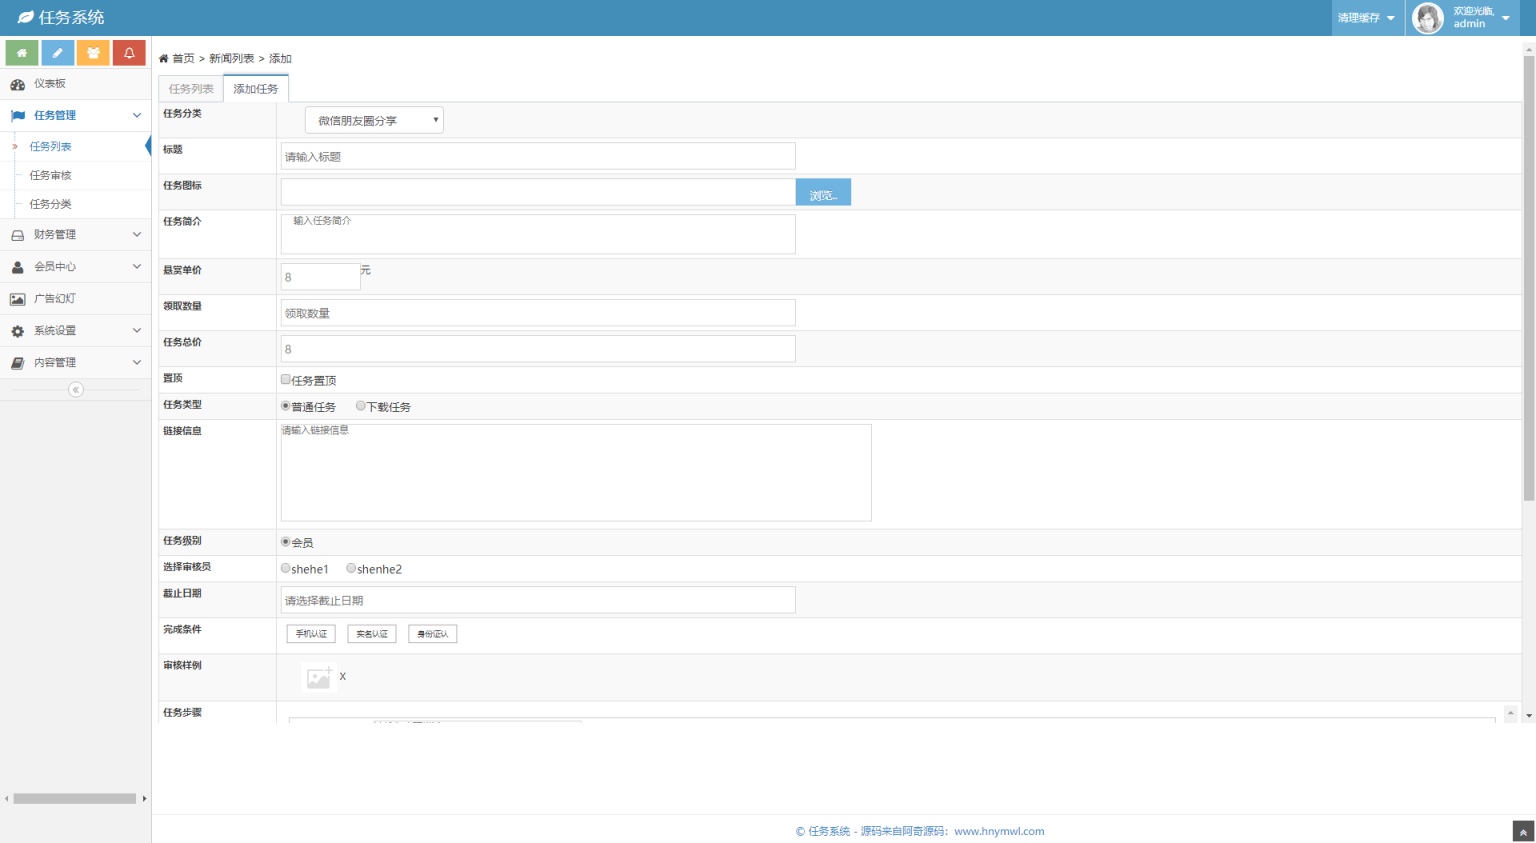 任务系统
清理缓存
欢迎光临,
admin
首页 > 新闻列表 > 添加
仪表板
任务管理
任务列表
任务审核
任务分类
财务管理
会员中心
广告幻灯
系统设置
内容管理
任务列表
添加任务
任务分类
微信朋友圈分享
标题
请输入标题
任务图标
浏览..
任务简介
输入任务简介
悬赏单价
8
元
领取数量
领取数量
任务总价
8
置顶
任务置顶
任务类型
普通任务 下载任务
链接信息
请输入链接信息
任务级别
会员
选择审核员
shehe1 shenhe2
截止日期
请选择截止日期
完成条件
手机认证 实名认证 身份证认
审核样例
X
任务步骤
© 任务系统 - 源码来自阿奇源码：www.hnymwl.com